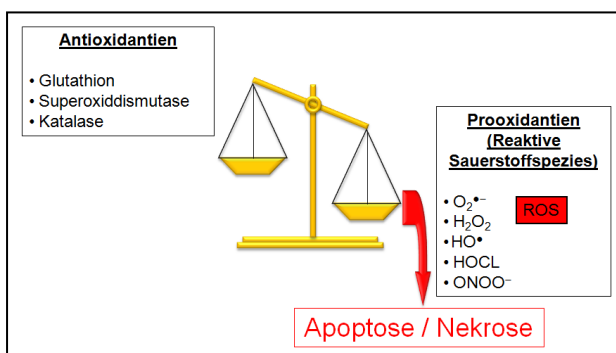 Antioxidantien
• Glutathion
• Superoxiddismutase
• Katalase
Prooxidantien
(Reaktive
Sauerstoffspezies)
• O₂•⁻
• H₂O₂
• HO•
• HOCL
• ONOO⁻
ROS
Apoptose / Nekrose